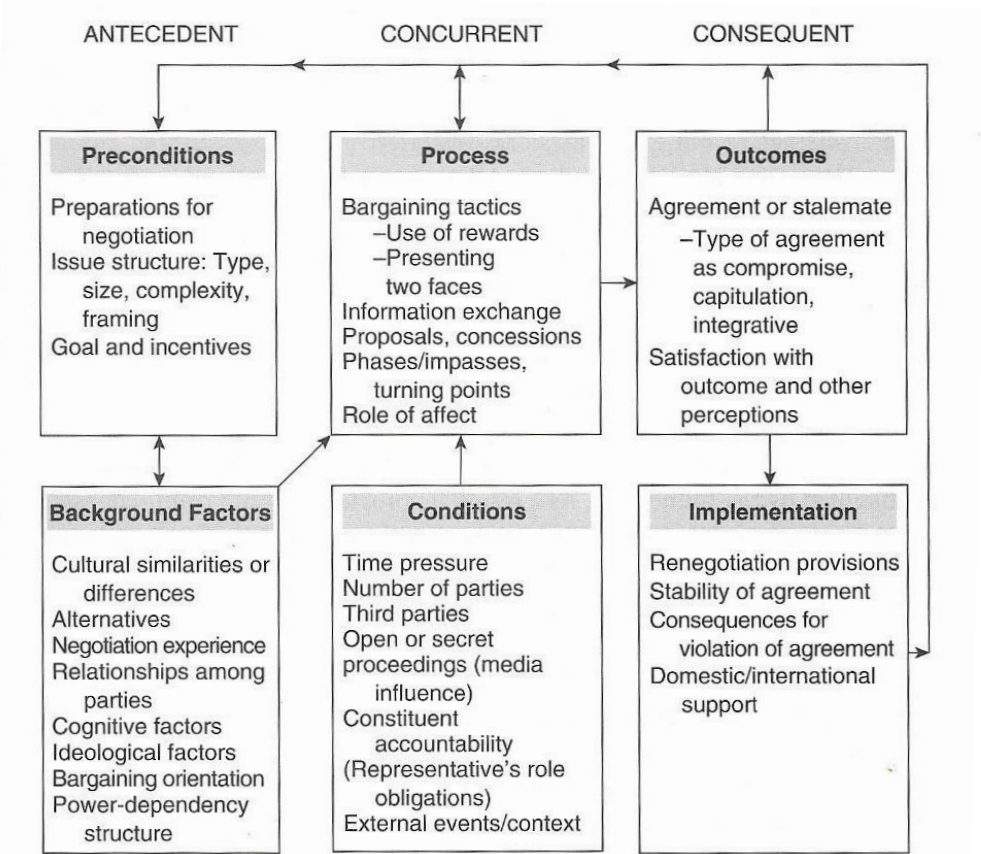 ANTECEDENT
CONCURRENT
CONSEQUENT
Preconditions
Preparations for
negotiation
Issue structure: Type,
size, complexity,
framing
Goal and incentives
Process
Bargaining tactics
–Use of rewards
–Presenting
two faces
Information exchange
Proposals, concessions
Phases/impasses,
turning points
Role of affect
Outcomes
Agreement or stalemate
–Type of agreement
as compromise,
capitulation,
integrative
Satisfaction with
outcome and other
perceptions
Background Factors
Cultural similarities or
differences
Alternatives
Negotiation experience
Relationships among
parties
Cognitive factors
Ideological factors
Bargaining orientation
Power-dependency
structure
Conditions
Time pressure
Number of parties
Third parties
Open or secret
proceedings (media
influence)
Constituent
accountability
(Representative's role
obligations)
External events/context
Implementation
Renegotiation provisions
Stability of agreement
Consequences for
violation of agreement
Domestic/international
support